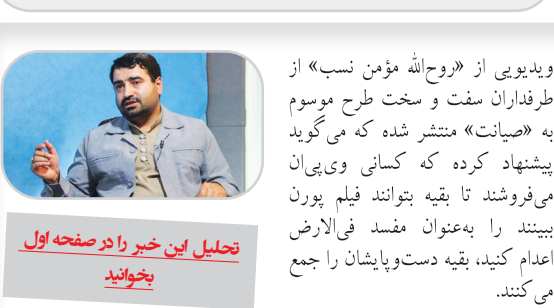 ویدیویی از «روح‌الله مؤمن نسب» از
طرفداران سفت و سخت طرح موسوم
به «صیانت» منتشر شده که می‌گوید
پیشنهاد کرده که کسانی وی‌پی‌ان
می‌فروشند تا بقیه بتوانند فیلم پورن
ببینند را به‌عنوان مفسد فی‌الارض
اعدام کنید، بقیه دست‌وپایشان را جمع
می‌کنند.
تحلیل این خبر را در صفحه اول
بخوانید